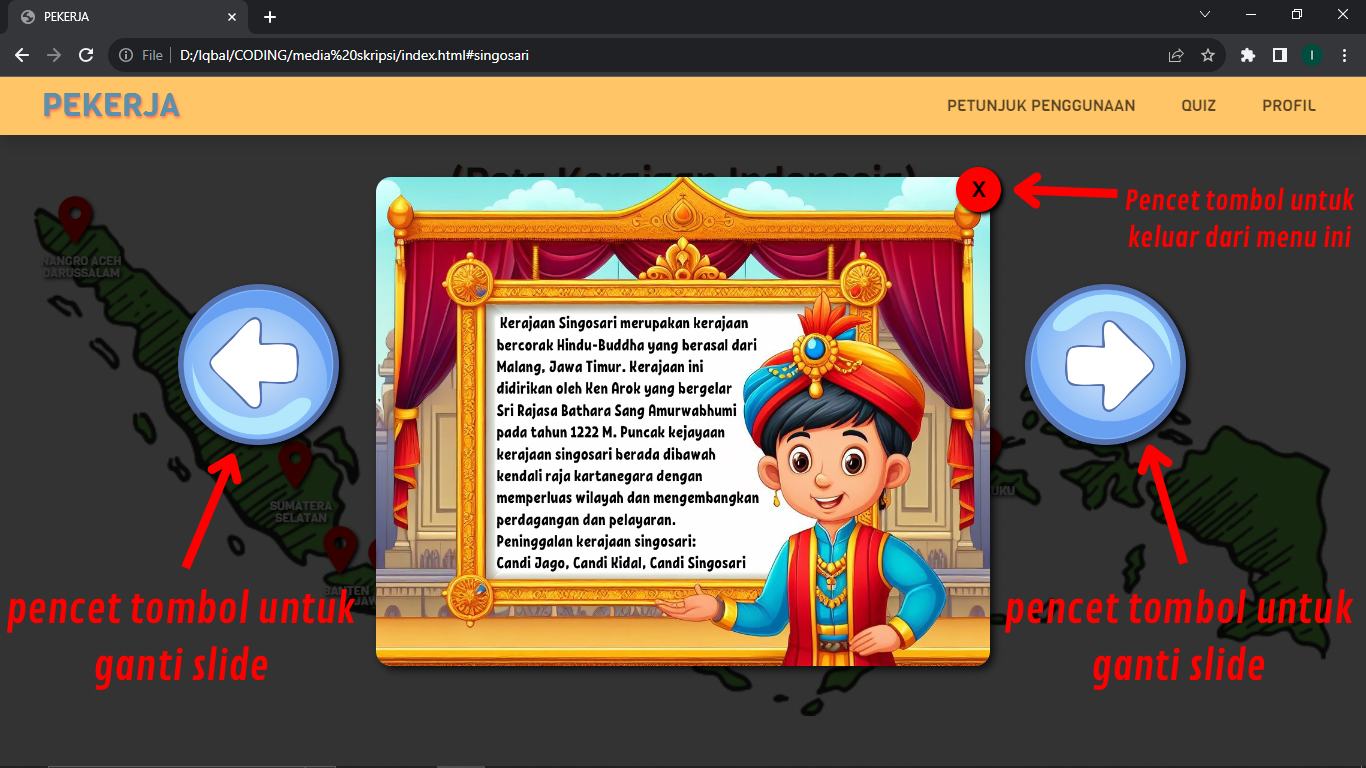 PEKERJA
File
D:/Iqbal/CODING/media%20skripsi/index.html#singosari
I
PEKERJA
PETUNJUK PENGGUNAAN
QUIZ
PROFIL
(Peta Kerajaan Indonesia)
X
Pencet tombol untuk
keluar dari menu ini
NANGRO ACEH
DARUSSALAM
Kerajaan Singosari merupakan kerajaan
bercorak Hindu-Buddha yang berasal dari
Malang, Jawa Timur. Kerajaan ini
didirikan oleh Ken Arok yang bergelar
Sri Rajasa Bathara Sang Amurwabhumi
pada tahun 1222 M. Puncak kejayaan
kerajaan singosari berada dibawah
kendali raja kartanegara dengan
memperluas wilayah dan mengembangkan
perdagangan dan pelayaran.
Peninggalan kerajaan singosari:
Candi Jago, Candi Kidal, Candi Singosari
SUMATERA
SELATAN
BANTEN
pencet tombol untuk
ganti slide
pencet tombol untuk
ganti slide